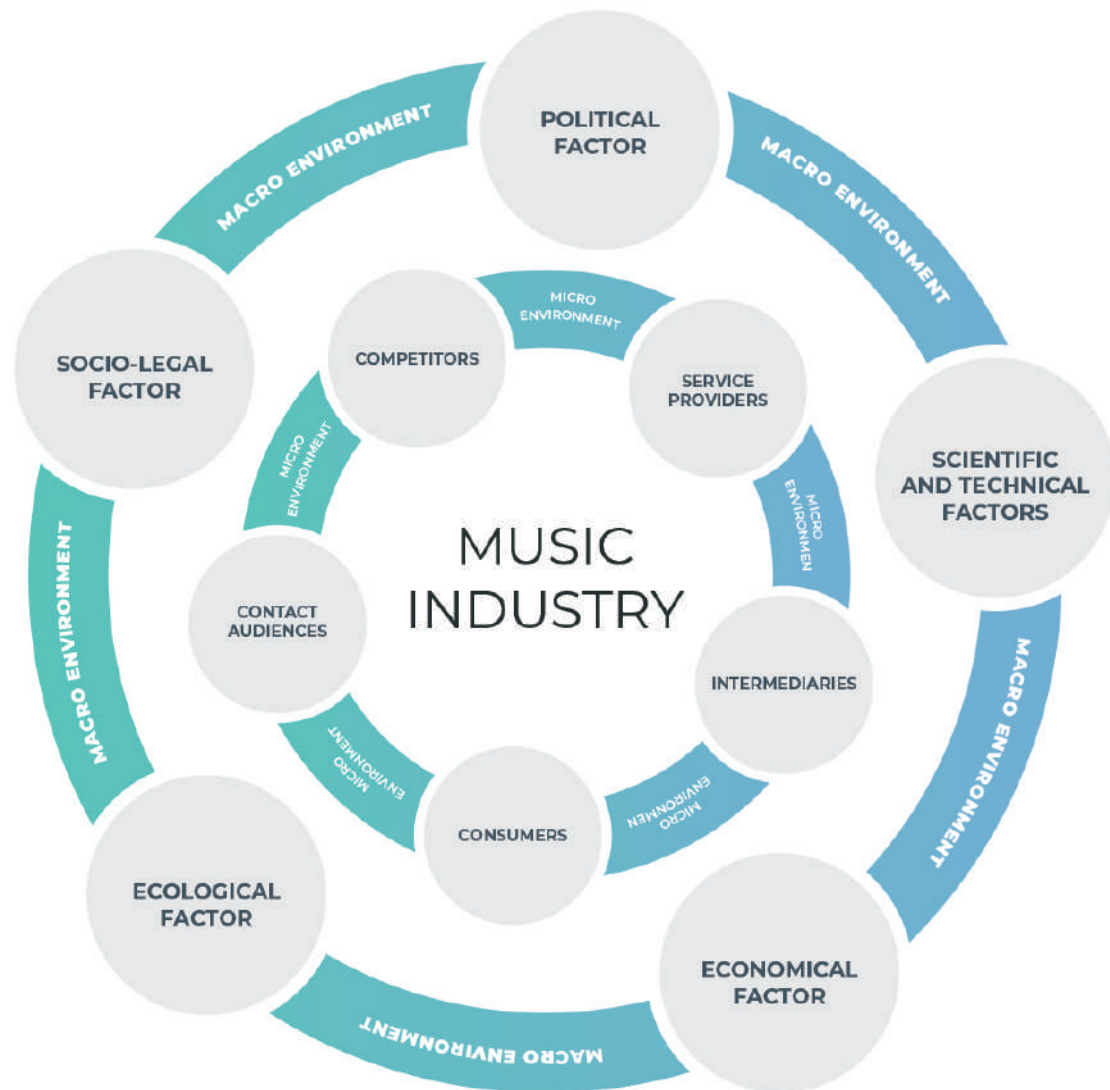 POLITICAL
FACTOR
MACRO ENVIRONMENT
MACRO ENVIRONMENT
SOCIO-LEGAL
FACTOR
COMPETITORS
MICRO
ENVIRONMENT
SERVICE
PROVIDERS
SCIENTIFIC
AND TECHNICAL
FACTORS
MICRO
ENVIRONMENT
MICRO
ENVIRONMEN
MUSIC
INDUSTRY
CONTACT
AUDIENCES
INTERMEDIARIES
MACRO ENVIRONMENT
MACRO ENVIRONMENT
MICRO
ENVIRONMENT
MICRO
ENVIRONMEN
CONSUMERS
ECOLOGICAL
FACTOR
ECONOMICAL
FACTOR
MACRO ENVIRONMENT